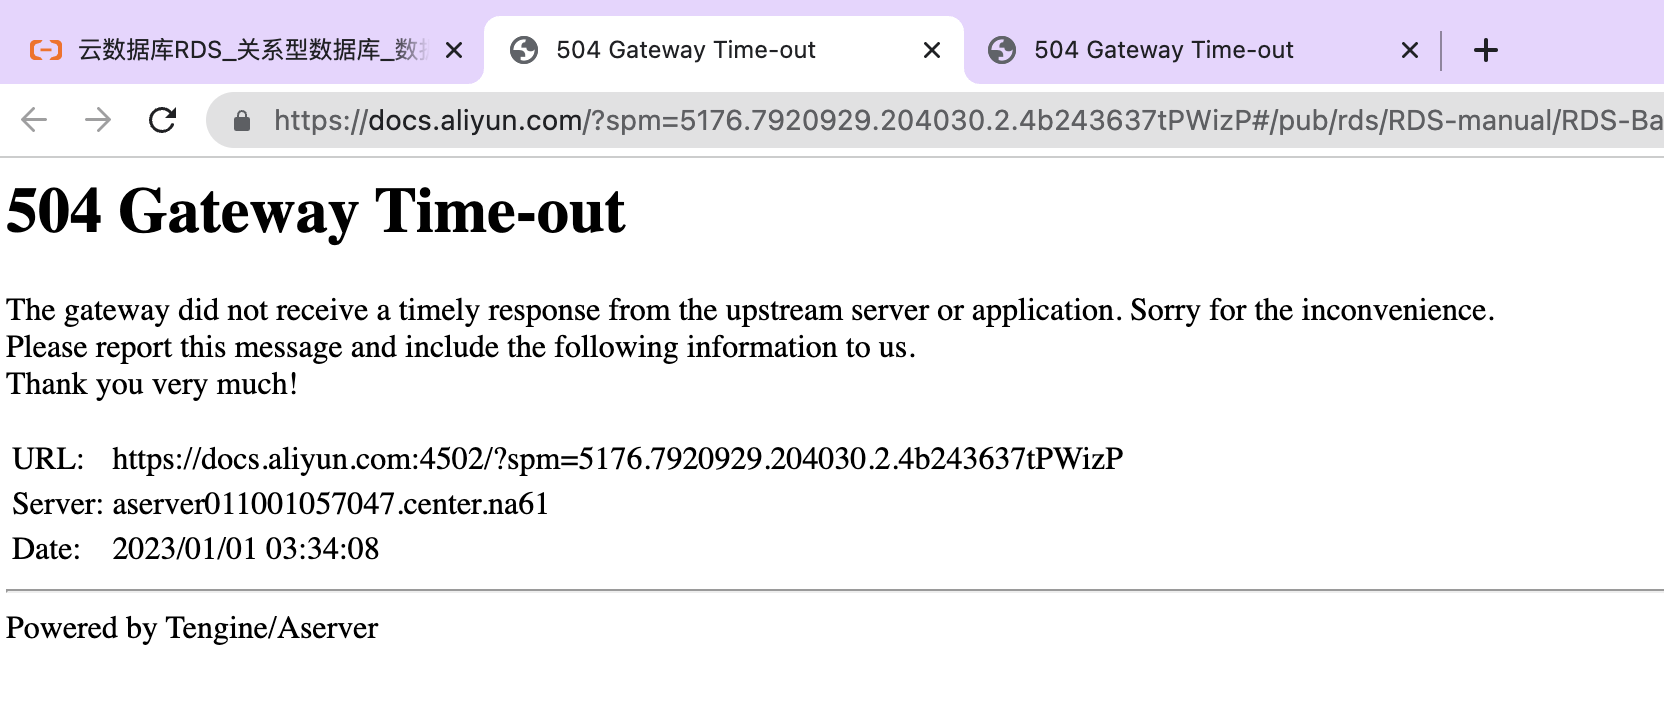 云数据库RDS_关系型数据库_数据
504 Gateway Time-out
504 Gateway Time-out
https://docs.aliyun.com/?spm=5176.7920929.204030.2.4b243637tPWizP#/pub/rds/RDS-manual/RDS-Ba
504 Gateway Time-out
The gateway did not receive a timely response from the upstream server or application. Sorry for the inconvenience.
Please report this message and include the following information to us.
Thank you very much!
URL: https://docs.aliyun.com:4502/?spm=5176.7920929.204030.2.4b243637tPWizP
Server: aserver011001057047.center.na61
Date: 2023/01/01 03:34:08
Powered by Tengine/Aserver